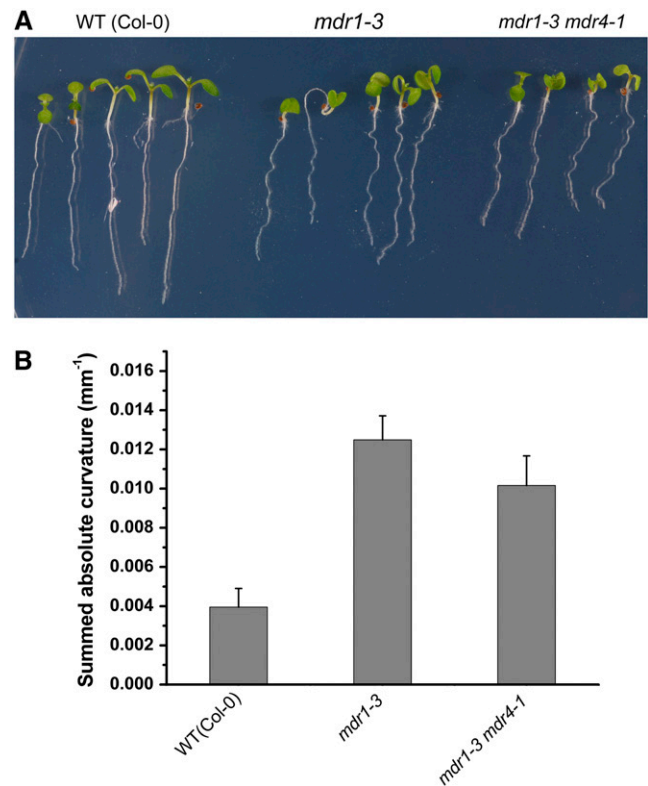 A
WT (Col-0)
mdr1-3
mdr1-3 mdr4-1
B
Summed absolute curvature (mm⁻¹)
0.016
0.014
0.012
0.010
0.008
0.006
0.004
0.002
0.000
WT(Col-0)
mdr1-3
mdr1-3 mdr4-1